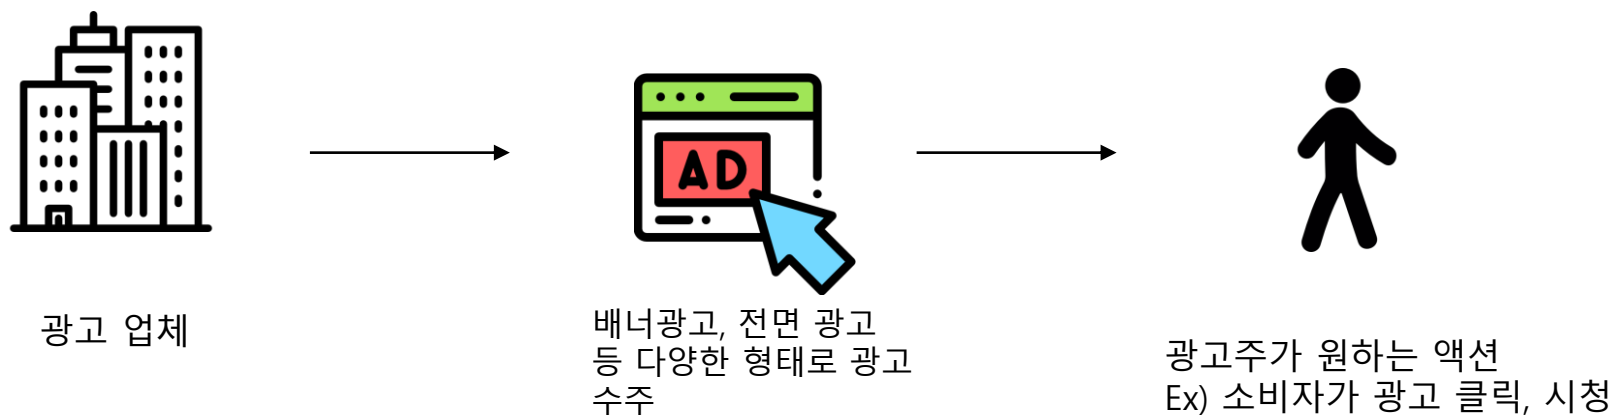 AD
광고 업체
배너광고, 전면 광고
등 다양한 형태로 광고
수주
광고주가 원하는 액션
Ex) 소비자가 광고 클릭, 시청